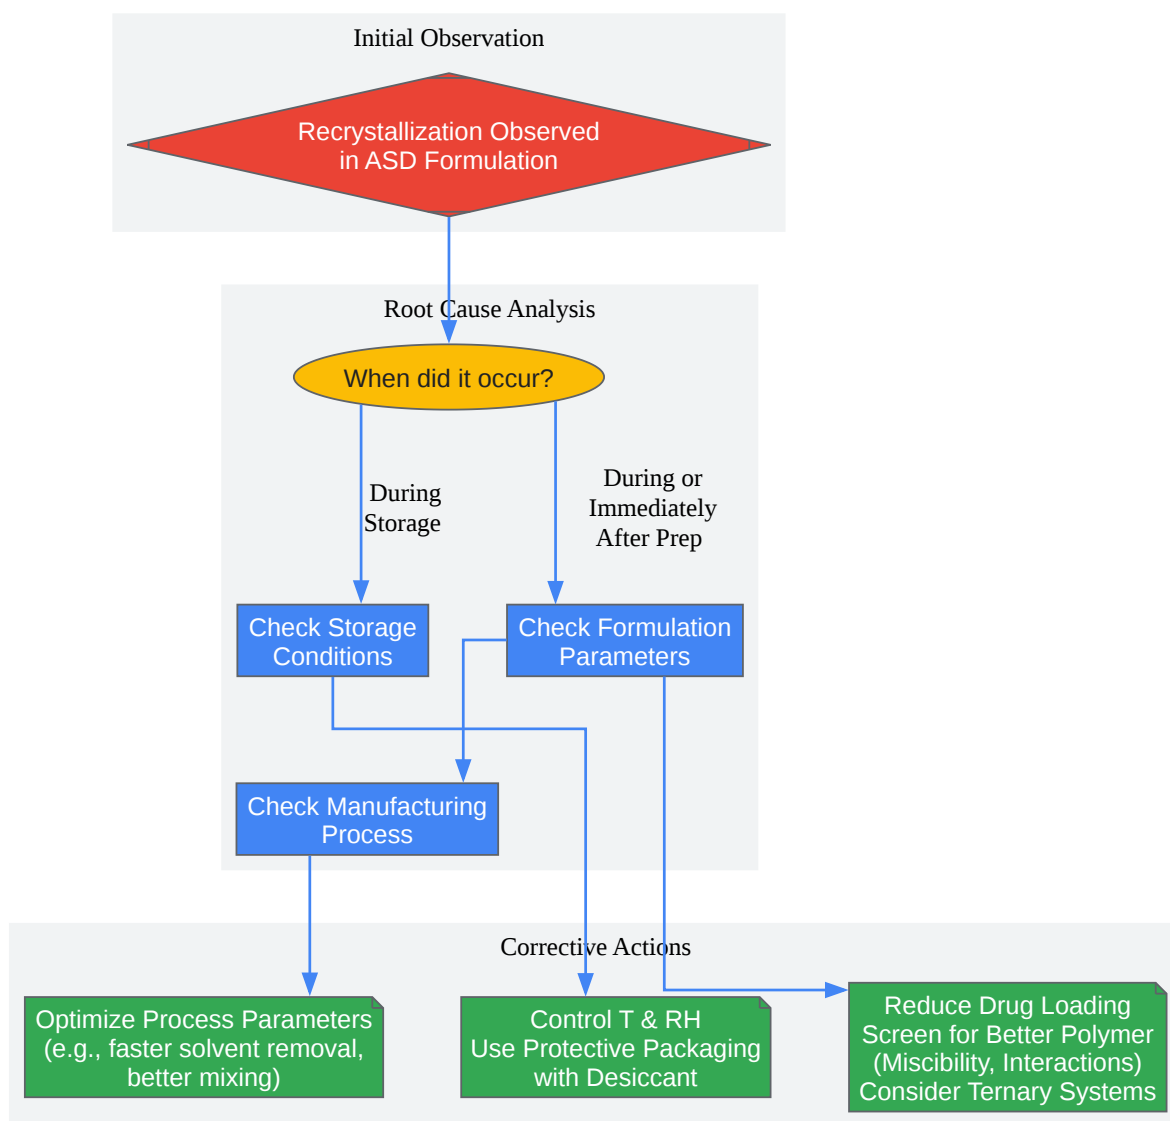 Initial Observation
Recrystallization Observed
in ASD Formulation
Root Cause Analysis
When did it occur?
During
Storage
During or
Immediately
After Prep
Check Storage
Conditions
Check Formulation
Parameters
Check Manufacturing
Process
Corrective Actions
Optimize Process Parameters
(e.g., faster solvent removal,
better mixing)
Control T & RH
Use Protective Packaging
with Desiccant
Reduce Drug Loading
Screen for Better Polymer
(Miscibility, Interactions)
Consider Ternary Systems